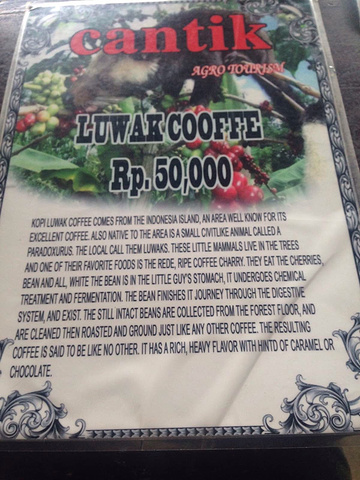 cantik
AGRO TOURISM
LUWAK COOFFE
Rp. 50,000
KOPI LUWAK COFFEE COMES FROM THE INDONESIA ISLAND, AN AREA WELL KNOW FOR ITS
EXCELLENT COFFEE. ALSO NATIVE TO THE AREA IS A SMALL CIVITLIKE ANIMAL CALLED A
PARADOXURUS. THE LOCAL CALL THEM LUWAKS. THESE LITTLE MAMMALS LIVE IN THE TREES
AND ONE OF THEIR FAVORITE FOODS IS THE REDE, RIPE COFFEE CHARRY. THEY EAT THE CHERRIES,
BEAN AND ALL, WHITE THE BEAN IS IN THE LITTLE GUY'S STOMACH, IT UNDERGOES CHEMICAL
TREATMENT AND FERMENTATION. THE BEAN FINISHES IT JOURNEY THROUGH THE DIGESTIVE
SYSTEM, AND EXIST. THE STILL INTACT BEANS ARE COLLECTED FROM THE FOREST FLOOR, AND
ARE CLEANED THEN ROASTED AND GROUND JUST LIKE ANY OTHER COFFEE. THE RESULTING
COFFEE IS SAID TO BE LIKE NO OTHER. IT HAS A RICH, HEAVY FLAVOR WITH HINTD OF CARAMEL OR
CHOCOLATE.